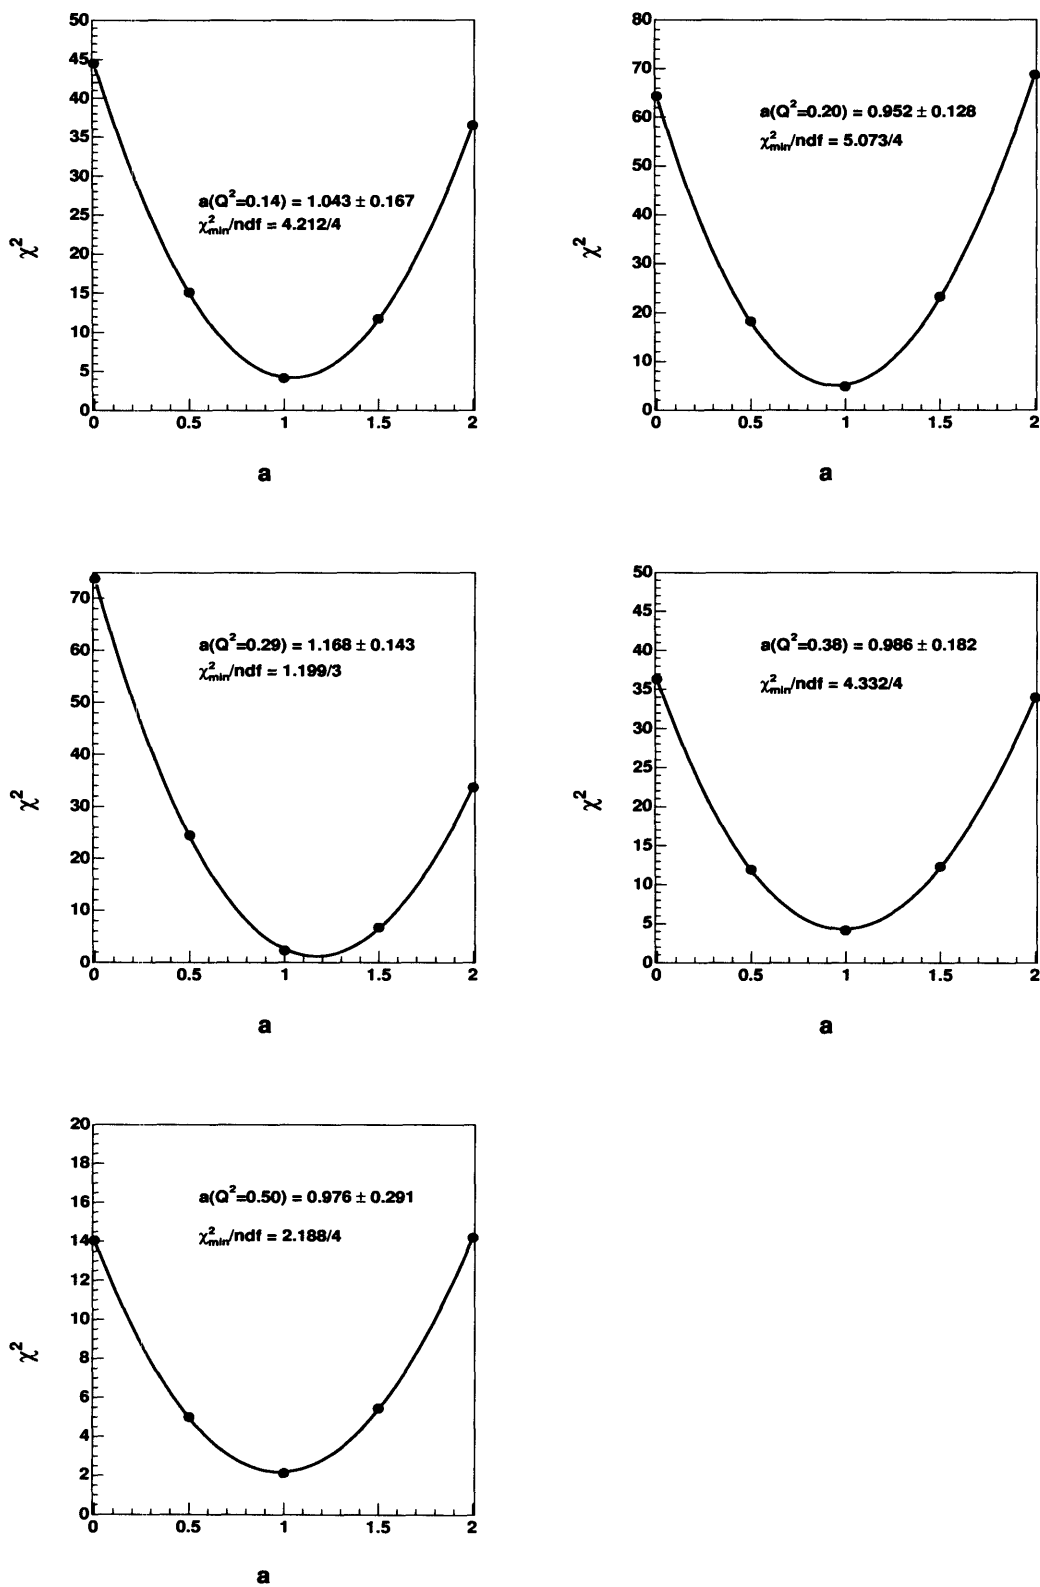 50
45
40
35
30
25
20
15
10
5
0
χ²
a(Q²=0.14) = 1.043 ± 0.167
χ²min/ndf = 4.212/4
0 0.5 1 1.5 2
a
80
70
60
50
40
30
20
10
0
χ²
a(Q²=0.20) = 0.952 ± 0.128
χ²min/ndf = 5.073/4
0 0.5 1 1.5 2
a
70
60
50
40
30
20
10
0
χ²
a(Q²=0.29) = 1.168 ± 0.143
χ²min/ndf = 1.199/3
0 0.5 1 1.5 2
a
50
45
40
35
30
25
20
15
10
5
0
χ²
a(Q²=0.38) = 0.986 ± 0.182
χ²min/ndf = 4.332/4
0 0.5 1 1.5 2
a
20
18
16
14
12
10
8
6
4
2
0
χ²
a(Q²=0.50) = 0.976 ± 0.291
χ²min/ndf = 2.188/4
0 0.5 1 1.5 2
a